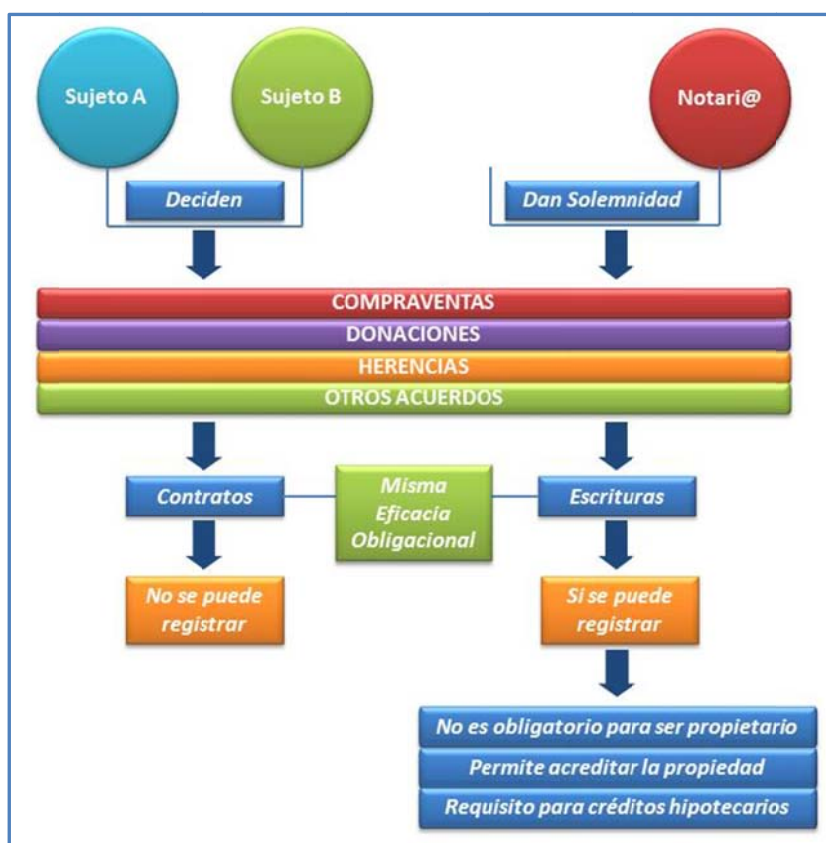 Sujeto A
Sujeto B
Notari@
Deciden
Dan Solemnidad
COMPRAVENTAS
DONACIONES
HERENCIAS
OTROS ACUERDOS
Contratos
Misma
Eficacia
Obligacional
Escrituras
No se puede
registrar
Sí se puede
registrar
No es obligatorio para ser propietario
Permite acreditar la propiedad
Requisito para créditos hipotecarios